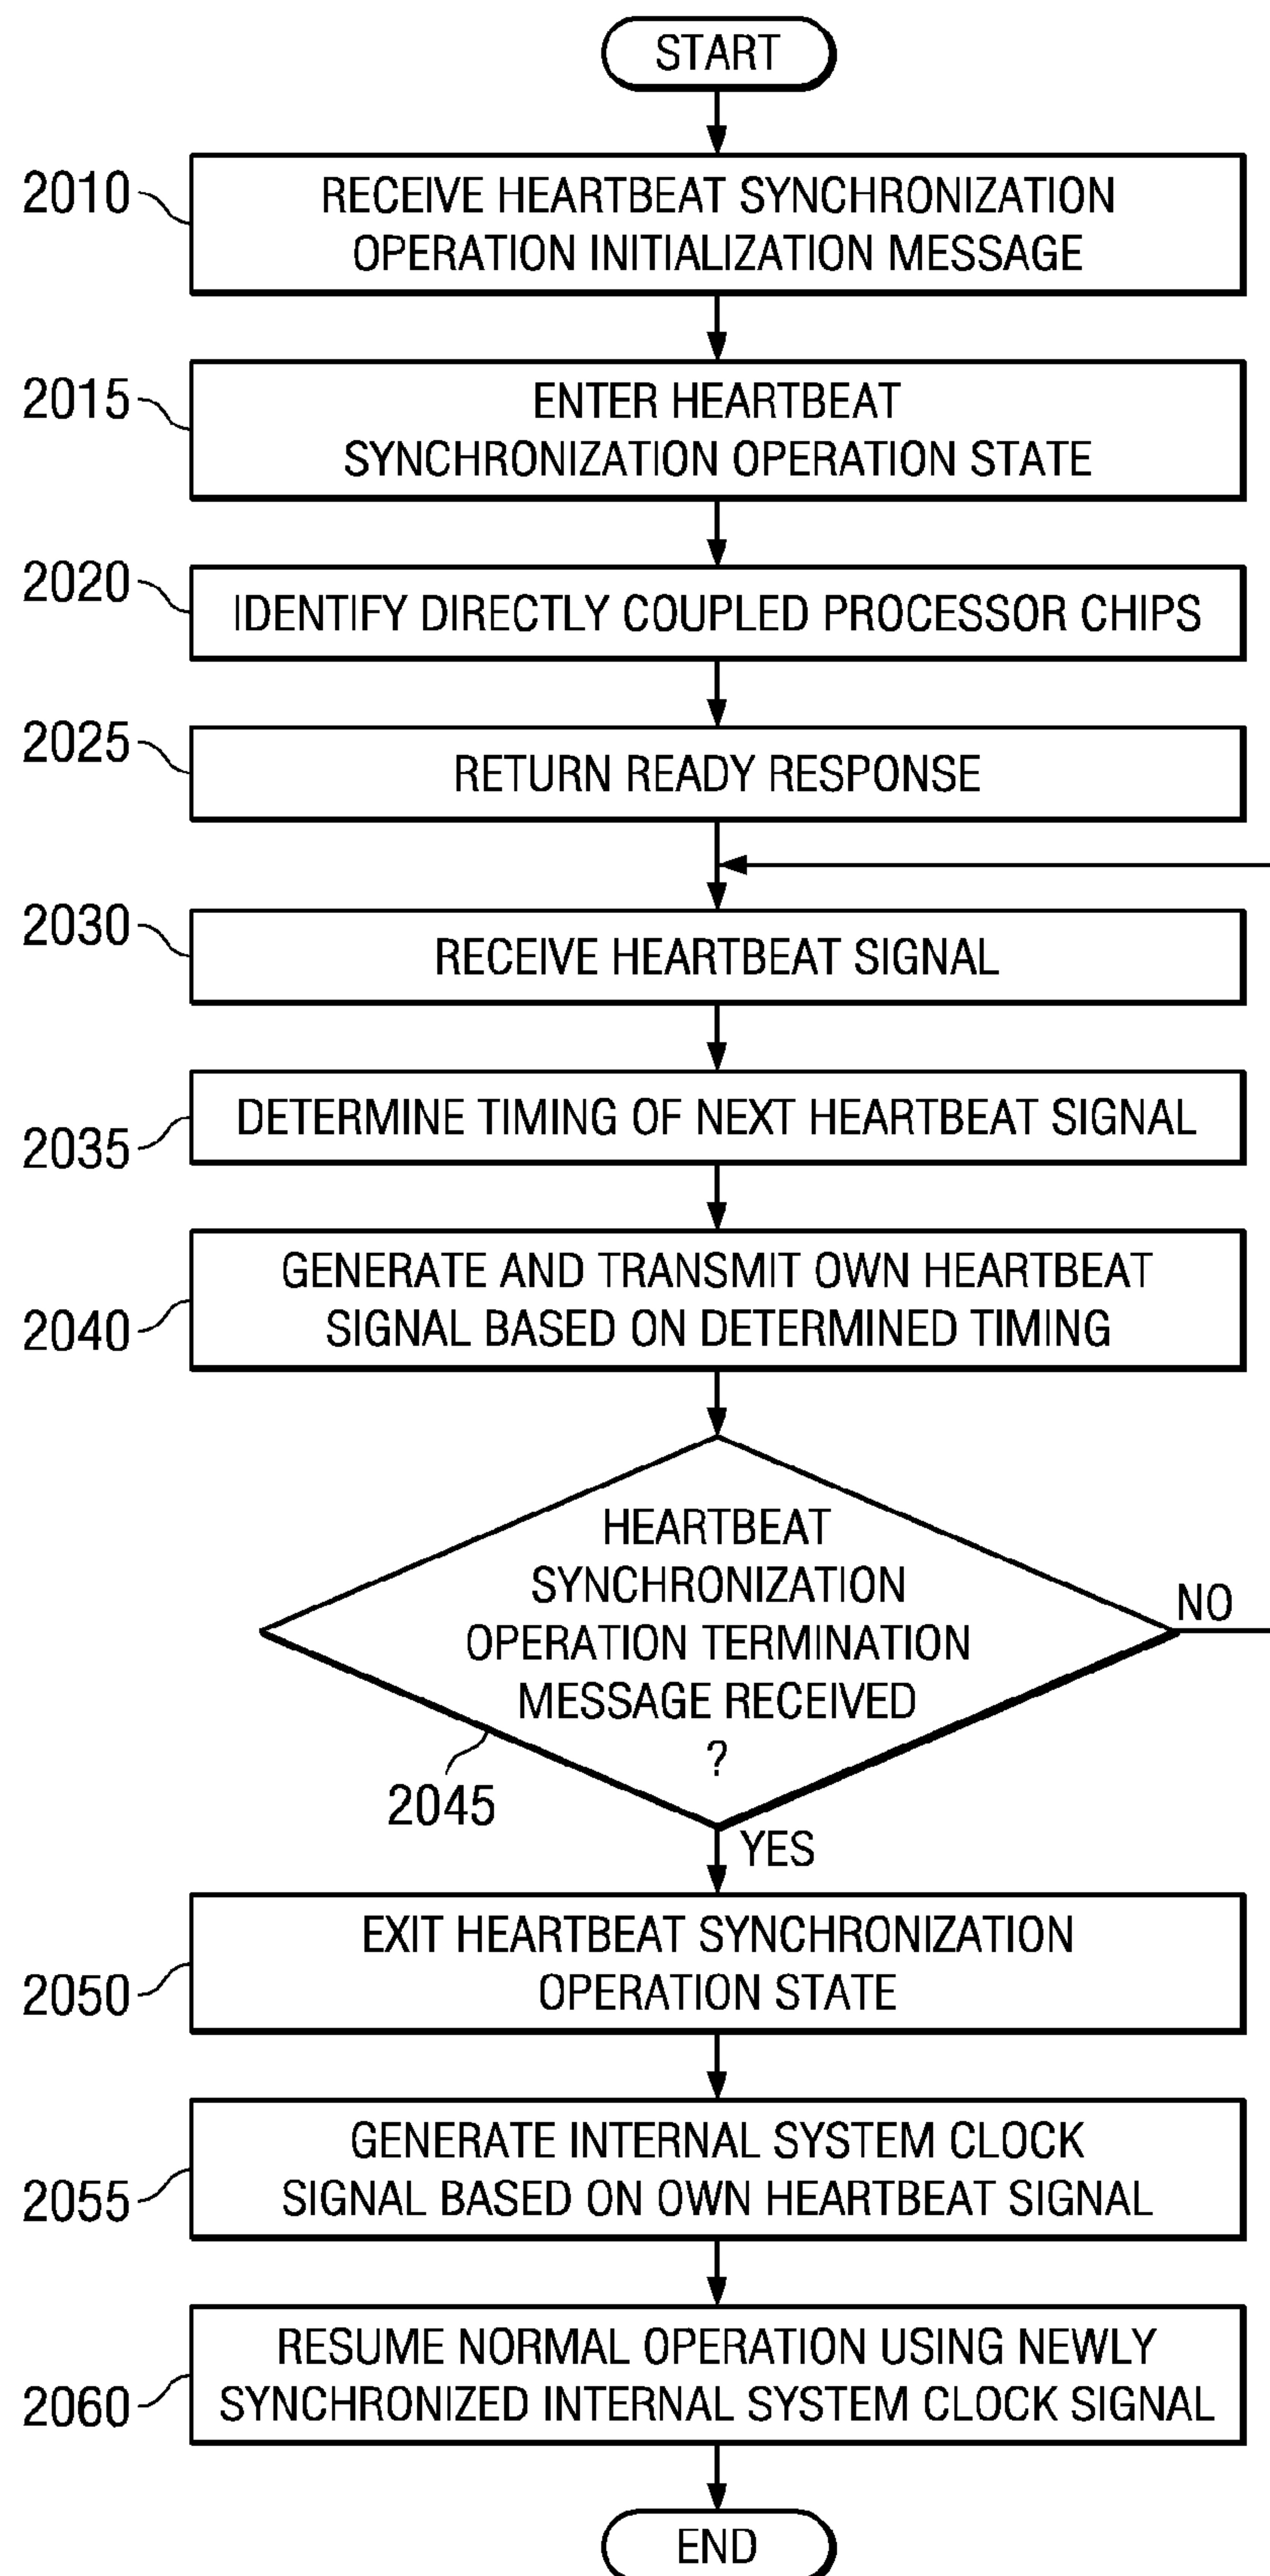 START
2010
RECEIVE HEARTBEAT SYNCHRONIZATION
OPERATION INITIALIZATION MESSAGE
2015
ENTER HEARTBEAT
SYNCHRONIZATION OPERATION STATE
2020
IDENTIFY DIRECTLY COUPLED PROCESSOR CHIPS
2025
RETURN READY RESPONSE
2030
RECEIVE HEARTBEAT SIGNAL
2035
DETERMINE TIMING OF NEXT HEARTBEAT SIGNAL
2040
GENERATE AND TRANSMIT OWN HEARTBEAT
SIGNAL BASED ON DETERMINED TIMING
HEARTBEAT
SYNCHRONIZATION
OPERATION TERMINATION
MESSAGE RECEIVED
?
NO
2045
YES
2050
EXIT HEARTBEAT SYNCHRONIZATION
OPERATION STATE
2055
GENERATE INTERNAL SYSTEM CLOCK
SIGNAL BASED ON OWN HEARTBEAT SIGNAL
2060
RESUME NORMAL OPERATION USING NEWLY
SYNCHRONIZED INTERNAL SYSTEM CLOCK SIGNAL
END